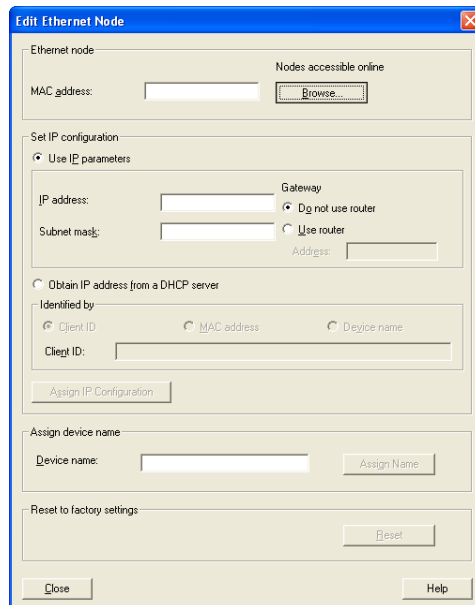 Edit Ethernet Node
Ethernet node
Nodes accessible online
MAC address:
Browse...
Set IP configuration
Use IP parameters
Gateway
IP address:
Do not use router
Subnet mask:
Use router
Address:
Obtain IP address from a DHCP server
Identified by
Client ID
MAC address
Device name
Client ID:
Assign IP Configuration
Assign device name
Device name:
Assign Name
Reset to factory settings
Reset
Close
Help